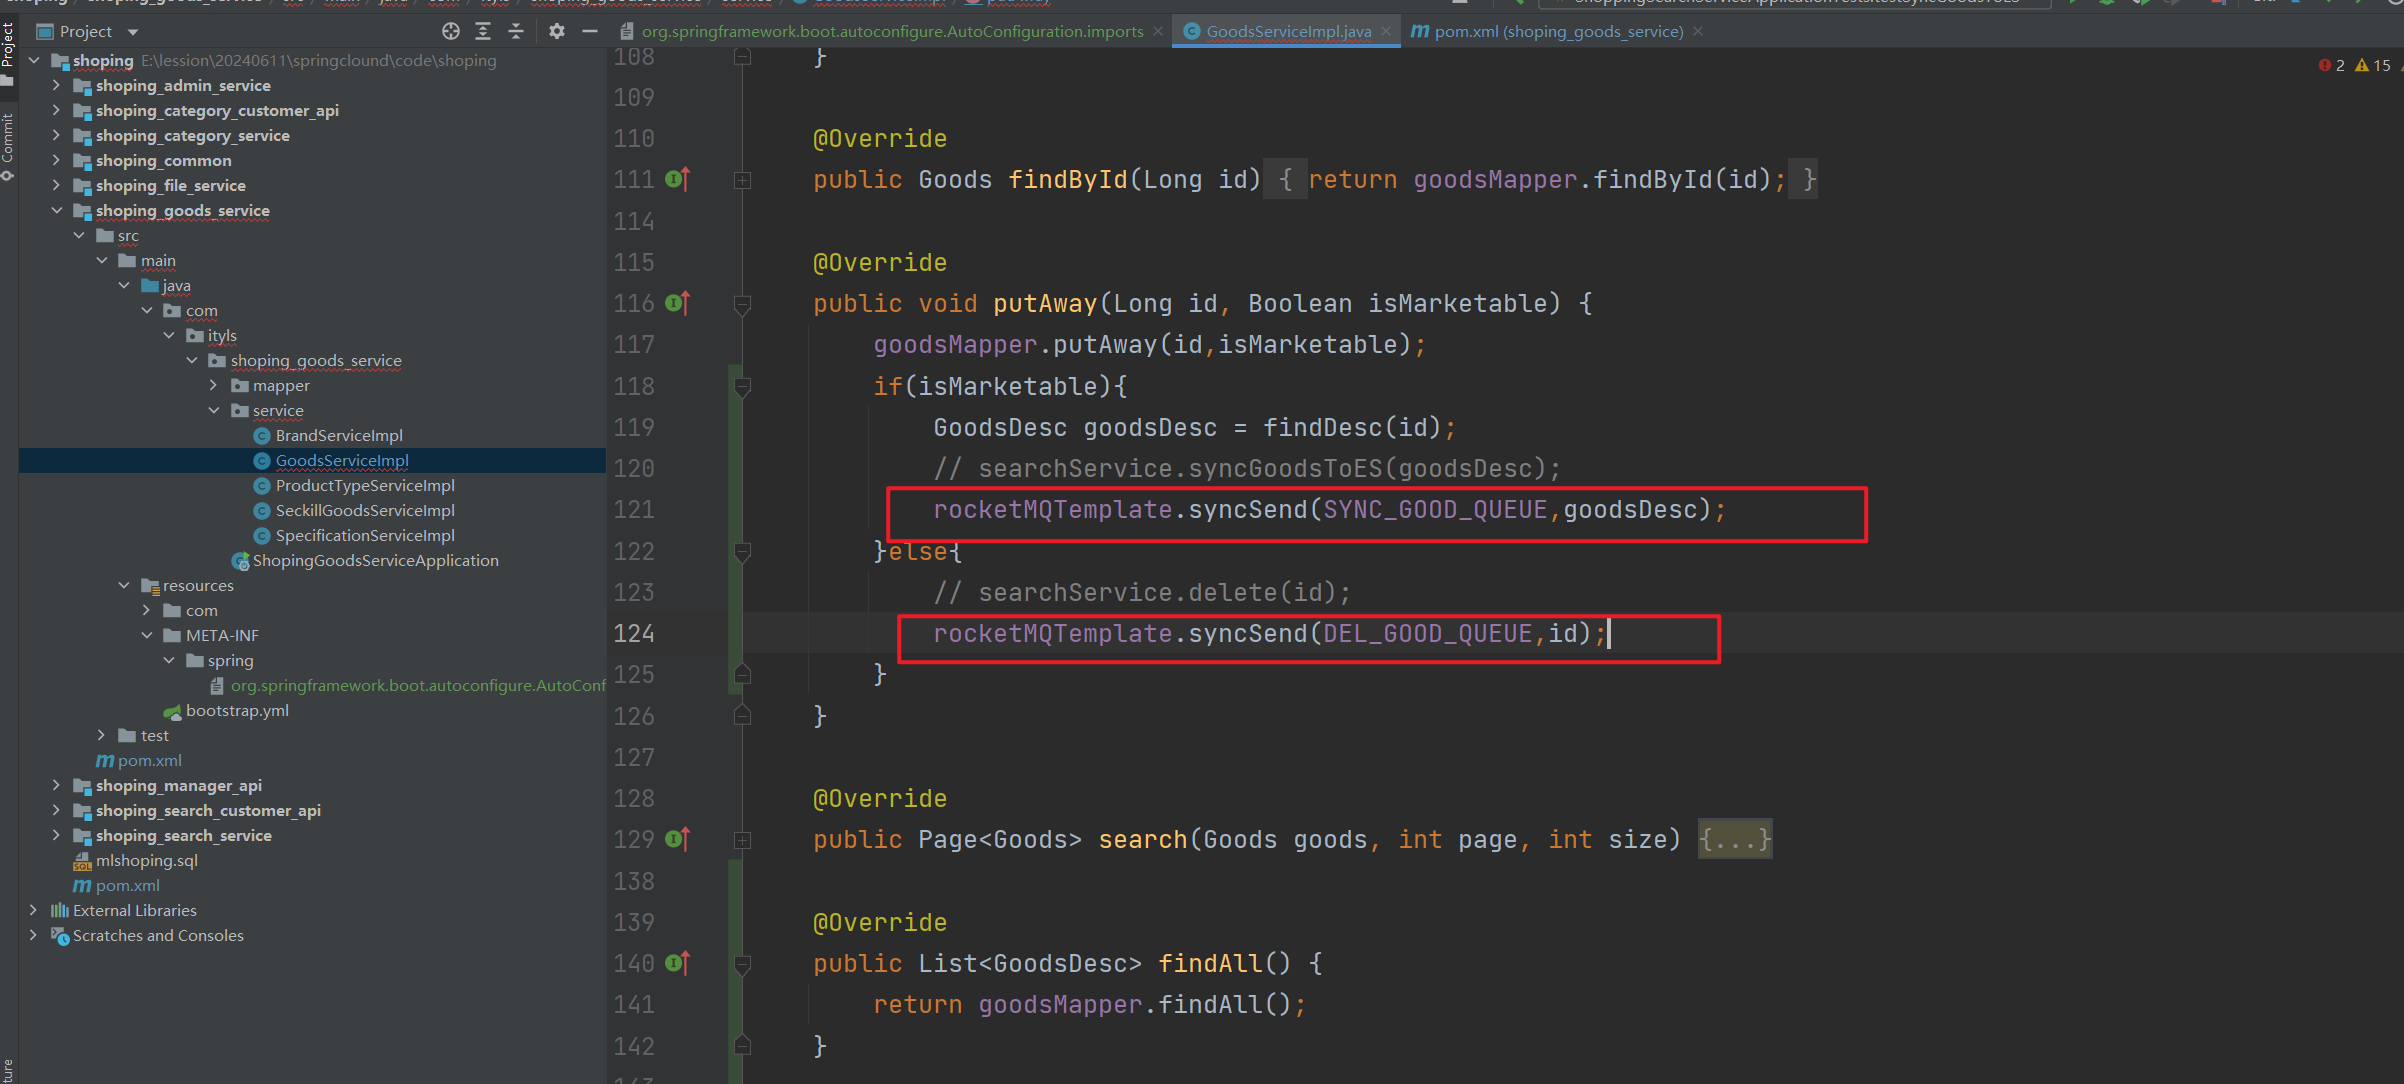 Project
org.springframework.boot.autoconfigure.AutoConfiguration.imports
GoodsServiceImpl.java
pom.xml (shoping_goods_service)
Project
Commit
shoping E:\lession\20240611\springclound\code\shoping
shoping_admin_service
shoping_category_customer_api
shoping_category_service
shoping_common
shoping_file_service
shoping_goods_service
src
main
java
com
ityls
shoping_goods_service
mapper
service
BrandServiceImpl
GoodsServiceImpl
ProductTypeServiceImpl
SeckillGoodsServiceImpl
SpecificationServiceImpl
ShopingGoodsServiceApplication
resources
com
META-INF
spring
org.springframework.boot.autoconfigure.AutoConf
bootstrap.yml
test
pom.xml
shoping_manager_api
shoping_search_customer_api
shoping_search_service
mlshoping.sql
pom.xml
External Libraries
Scratches and Consoles
2 15
108 }
109
110 @Override
111 public Goods findById(Long id) { return goodsMapper.findById(id); }
114
115 @Override
116 public void putAway(Long id, Boolean isMarketable) {
117 goodsMapper.putAway(id,isMarketable);
118 if(isMarketable){
119 GoodsDesc goodsDesc = findDesc(id);
120 // searchService.syncGoodsToES(goodsDesc);
121 rocketMQTemplate.syncSend(SYNC_GOOD_QUEUE,goodsDesc);
122 }else{
123 // searchService.delete(id);
124 rocketMQTemplate.syncSend(DEL_GOOD_QUEUE,id);
125 }
126 }
127
128 @Override
129 public Page<Goods> search(Goods goods, int page, int size) {...}
138
139 @Override
140 public List<GoodsDesc> findAll() {
141 return goodsMapper.findAll();
142 }